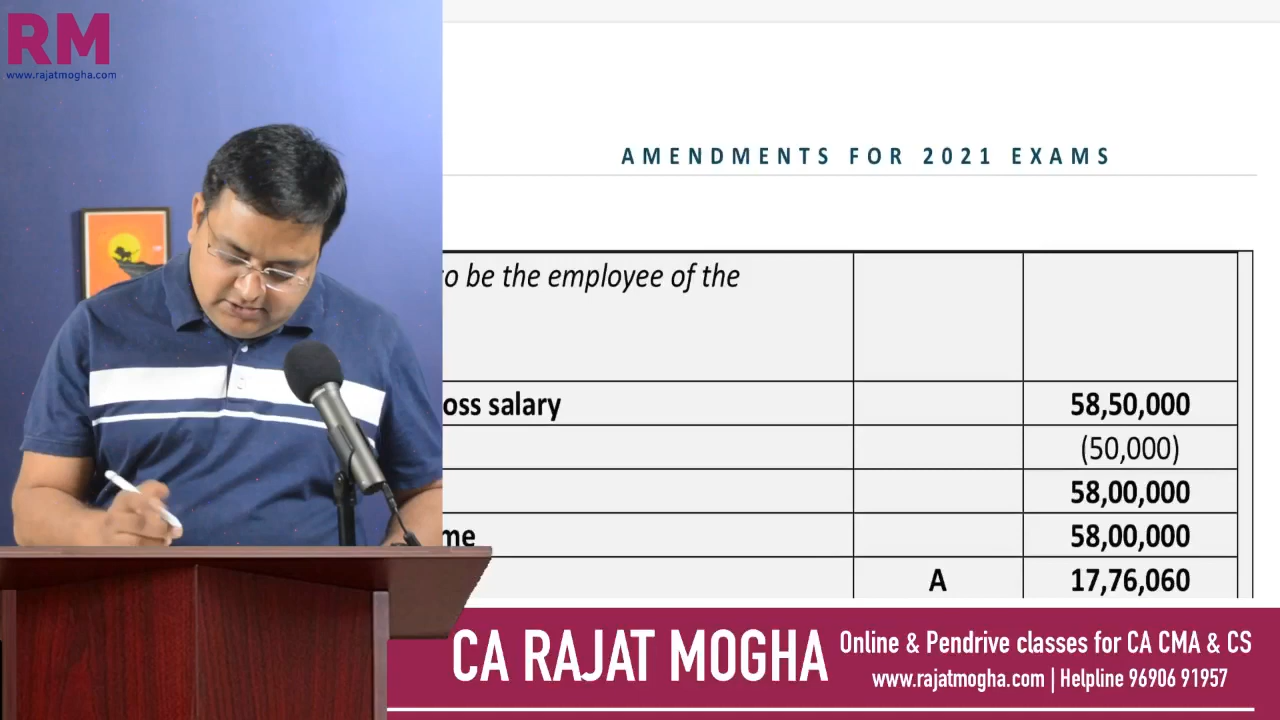 RM
www.rajatmogha.com
AMENDMENTS FOR 2021 EXAMS
to be the employee of the
oss salary 58,50,000
(50,000)
58,00,000
me 58,00,000
A 17,76,060
CA RAJAT MOGHA
Online & Pendrive classes for CA CMA & CS
www.rajatmogha.com | Helpline 96906 91957